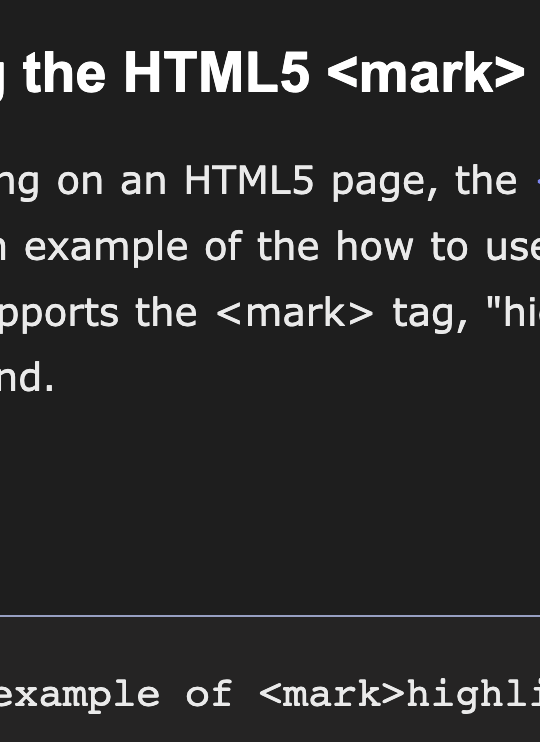 g the HTML5 <mark>
ng on an HTML5 page, the
n example of the how to use
pports the <mark> tag, "hi
nd.
example of <mark>highli